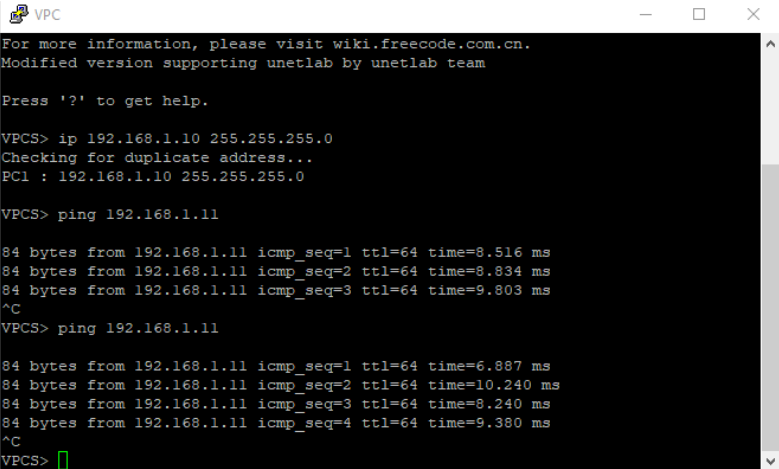 VPC
For more information, please visit wiki.freecode.com.cn.
Modified version supporting unetlab by unetlab team
Press '?' to get help.
VPCS> ip 192.168.1.10 255.255.255.0
Checking for duplicate address...
PC1 : 192.168.1.10 255.255.255.0
VPCS> ping 192.168.1.11
84 bytes from 192.168.1.11 icmp_seq=1 ttl=64 time=8.516 ms
84 bytes from 192.168.1.11 icmp_seq=2 ttl=64 time=8.834 ms
84 bytes from 192.168.1.11 icmp_seq=3 ttl=64 time=9.803 ms
^C
VPCS> ping 192.168.1.11
84 bytes from 192.168.1.11 icmp_seq=1 ttl=64 time=6.887 ms
84 bytes from 192.168.1.11 icmp_seq=2 ttl=64 time=10.240 ms
84 bytes from 192.168.1.11 icmp_seq=3 ttl=64 time=8.240 ms
84 bytes from 192.168.1.11 icmp_seq=4 ttl=64 time=9.380 ms
^C
VPCS>